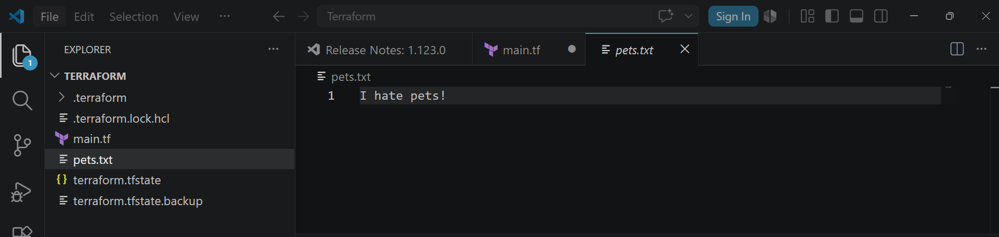 File Edit Selection View ··· Terraform Sign In
EXPLORER ···
1
TERRAFORM
.terraform
.terraform.lock.hcl
main.tf
pets.txt
{} terraform.tfstate
terraform.tfstate.backup
Release Notes: 1.123.0 main.tf pets.txt ···
pets.txt
1 I hate pets!